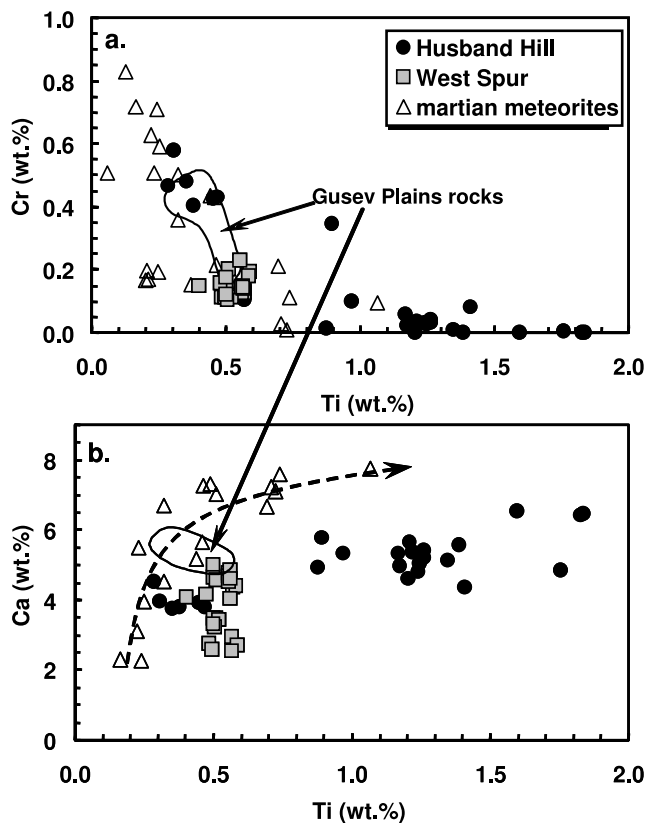 a.
Husband Hill
West Spur
martian meteorites
Gusev Plains rocks
Cr (wt.%)
1.0
0.8
0.6
0.4
0.2
0.0
0.0 0.5 1.0 1.5 2.0
Ti (wt.%)
b.
Ca (wt.%)
8
6
4
2
0
0.0 0.5 1.0 1.5 2.0
Ti (wt.%)